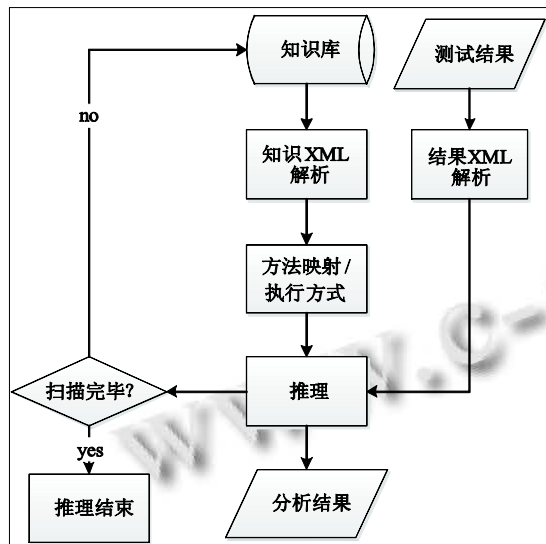 知识库
测试结果
no
知识XML
解析
结果XML
解析
方法映射/
执行方式
扫描完毕?
推理
yes
推理结束
分析结果
www.c-